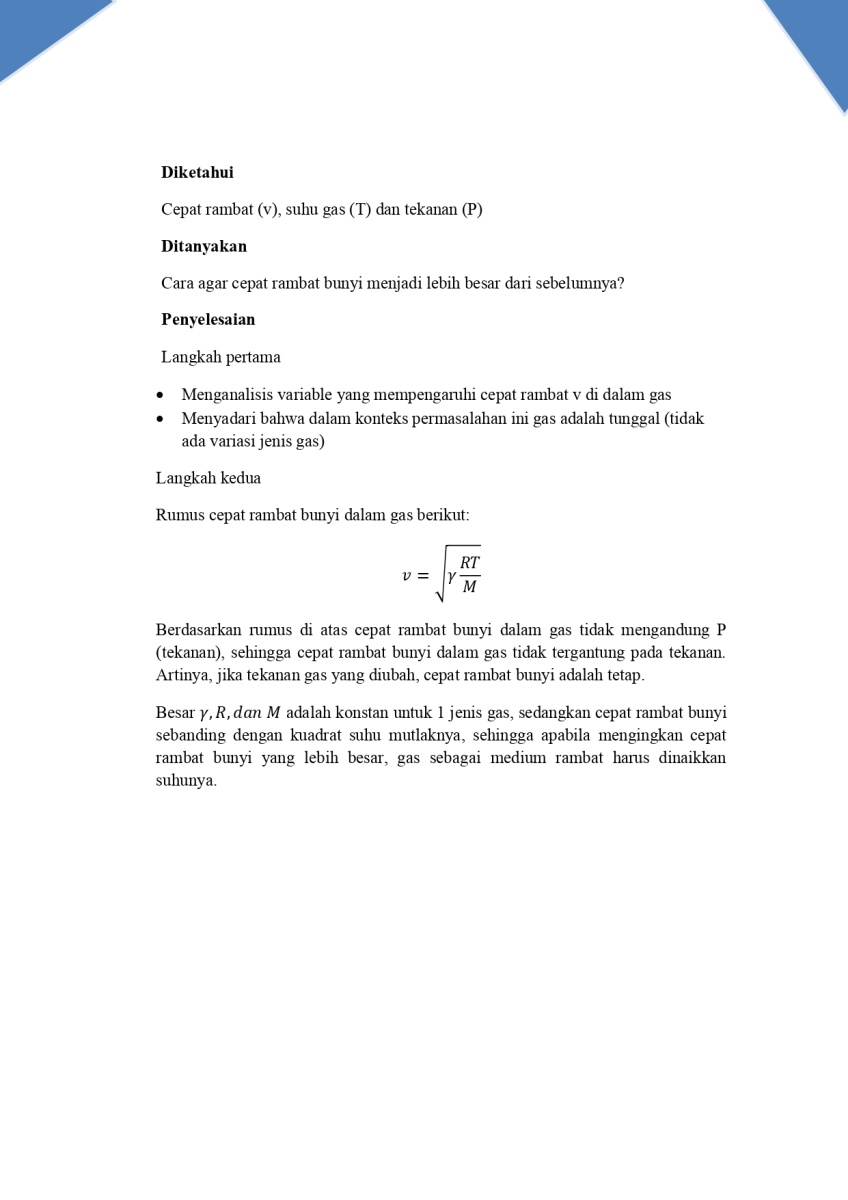 Diketahui
Cepat rambat (v), suhu gas (T) dan tekanan (P)
Ditanyakan
Cara agar cepat rambat bunyi menjadi lebih besar dari sebelumnya?
Penyelesaian
Langkah pertama
• Menganalisis variable yang mempengaruhi cepat rambat v di dalam gas
• Menyadari bahwa dalam konteks permasalahan ini gas adalah tunggal (tidak
ada variasi jenis gas)
Langkah kedua
Rumus cepat rambat bunyi dalam gas berikut:
v = √(γ RT/M)
Berdasarkan rumus di atas cepat rambat bunyi dalam gas tidak mengandung P
(tekanan), sehingga cepat rambat bunyi dalam gas tidak tergantung pada tekanan.
Artinya, jika tekanan gas yang diubah, cepat rambat bunyi adalah tetap.
Besar γ, R, dan M adalah konstan untuk 1 jenis gas, sedangkan cepat rambat bunyi
sebanding dengan kuadrat suhu mutlaknya, sehingga apabila mengingkan cepat
rambat bunyi yang lebih besar, gas sebagai medium rambat harus dinaikkan
suhunya.